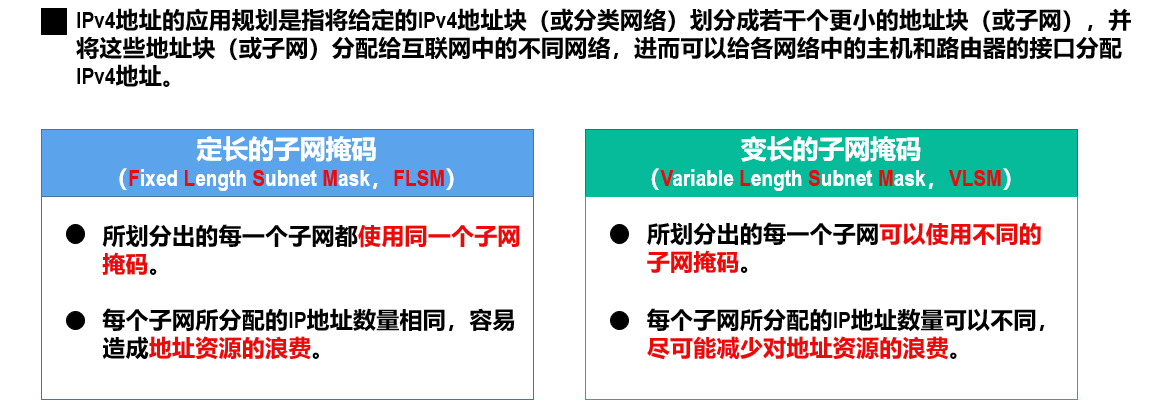 IPv4地址的应用规划是指将给定的IPv4地址块（或分类网络）划分成若干个更小的地址块（或子网），并
将这些地址块（或子网）分配给互联网中的不同网络，进而可以给各网络中的主机和路由器的接口分配
IPv4地址。
定长的子网掩码
（Fixed Length Subnet Mask，FLSM）
所划分出的每一个子网都使用同一个子网
掩码。
每个子网所分配的IP地址数量相同，容易
造成地址资源的浪费。
变长的子网掩码
（Variable Length Subnet Mask，VLSM）
所划分出的每一个子网可以使用不同的
子网掩码。
每个子网所分配的IP地址数量可以不同，
尽可能减少对地址资源的浪费。